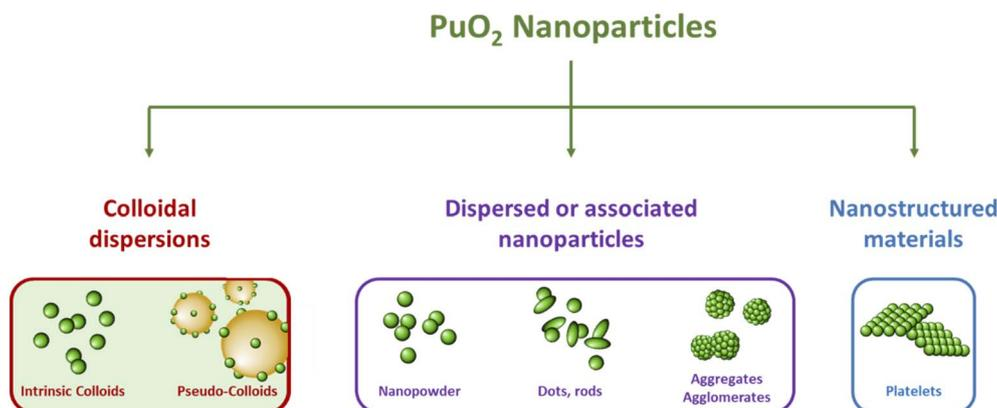 PuO₂ Nanoparticles
Colloidal
dispersions
Dispersed or associated
nanoparticles
Nanostructured
materials
Intrinsic Colloids
Pseudo-Colloids
Nanopowder
Dots, rods
Aggregates
Agglomerates
Platelets